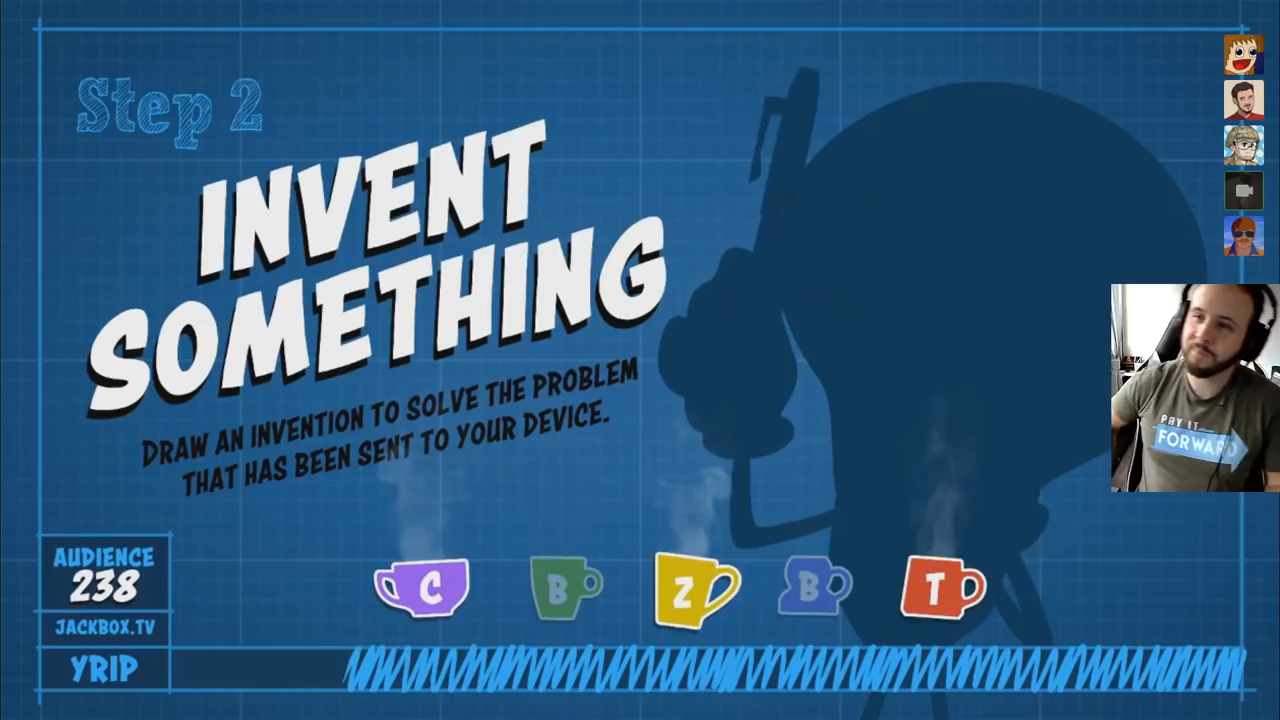 Step 2
INVENT
SOMETHING
DRAW AN INVENTION TO SOLVE THE PROBLEM
THAT HAS BEEN SENT TO YOUR DEVICE.
PAY IT
FORWARD
AUDIENCE
238
JACKBOX.TV
YRIP
C
B
Z
B
T